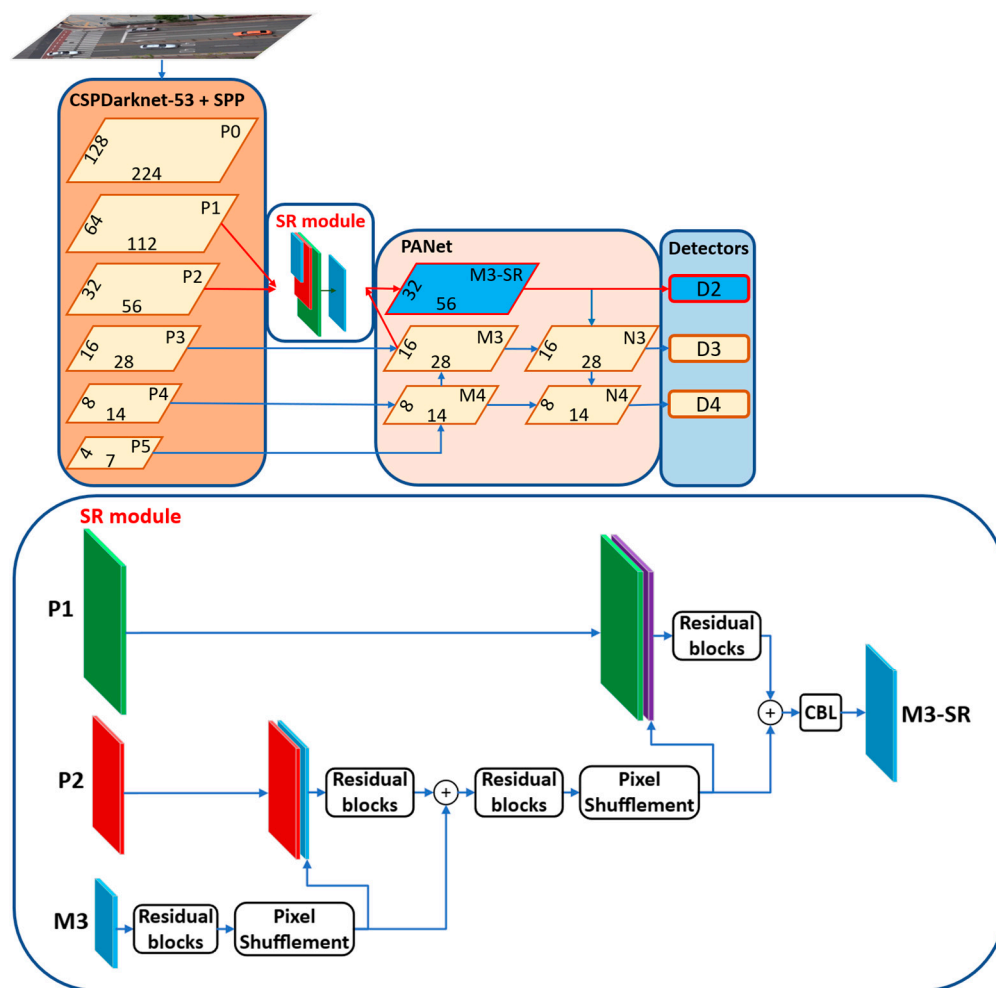 CSPDarknet-53 + SPP
P0
128
224
P1
64
112
P2
32
56
P3
16
28
P4
8
14
P5
4
7
SR module
PANet
M3-SR
32
56
M3
16
28
N3
16
28
M4
8
14
N4
8
14
Detectors
D2
D3
D4
SR module
P1
Residual
blocks
CBL
M3-SR
P2
Residual
blocks
+
Residual
blocks
Pixel
Shufflement
+
M3
Residual
blocks
Pixel
Shufflement